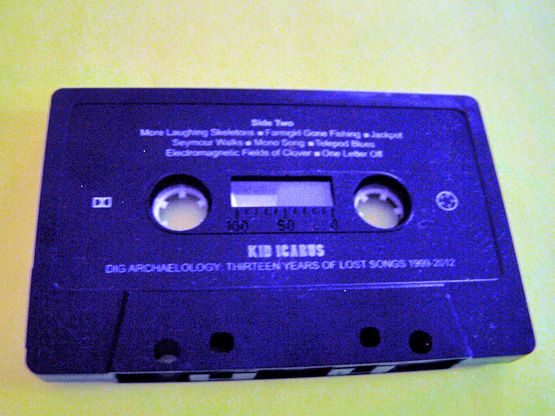 Side Two
More Laughing Skeletons ■ Farmgirl Gone Fishing ■ Jackpot
Seymour Walks ■ Mono Song ■ Telepod Blues
Electromagnetic Fields of Clover ■ One Letter Off
100 50 0
KID ICARUS
DIG ARCHAELOLOGY: THIRTEEN YEARS OF LOST SONGS 1999-2012